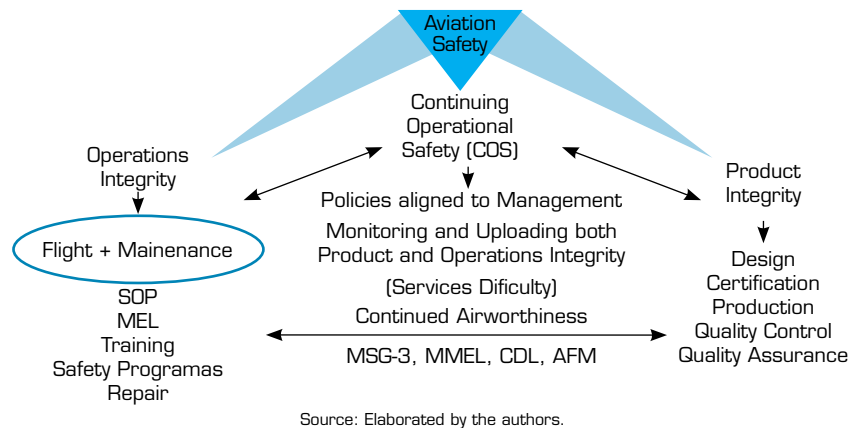 Aviation
Safety
Continuing
Operational
Safety (COS)
Operations
Integrity
Product
Integrity
Policies aligned to Management
Monitoring and Uploading both
Product and Operations Integrity
(Services Dificulty)
Continued Airworthiness
MSG-3, MMEL, CDL, AFM
Flight + Mainenance
SOP
MEL
Training
Safety Programas
Repair
Design
Certification
Production
Quality Control
Quality Assurance
Source: Elaborated by the authors.